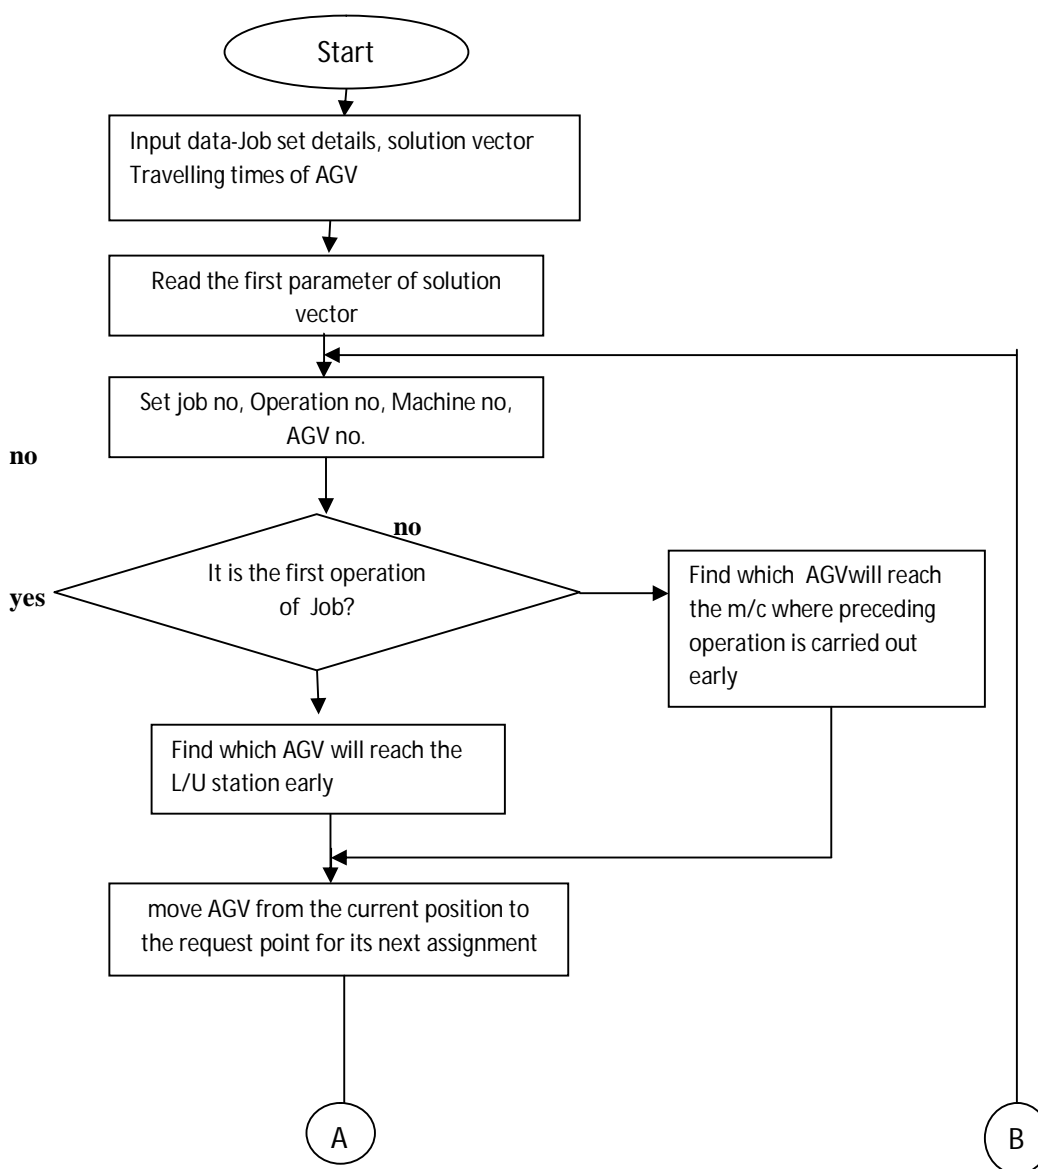 Start
Input data-Job set details, solution vector
Travelling times of AGV
Read the first parameter of solution
vector
Set job no, Operation no, Machine no,
AGV no.
no
no
It is the first operation
of Job?
yes
Find which AGVwill reach
the m/c where preceding
operation is carried out
early
Find which AGV will reach the
L/U station early
move AGV from the current position to
the request point for its next assignment
A
B